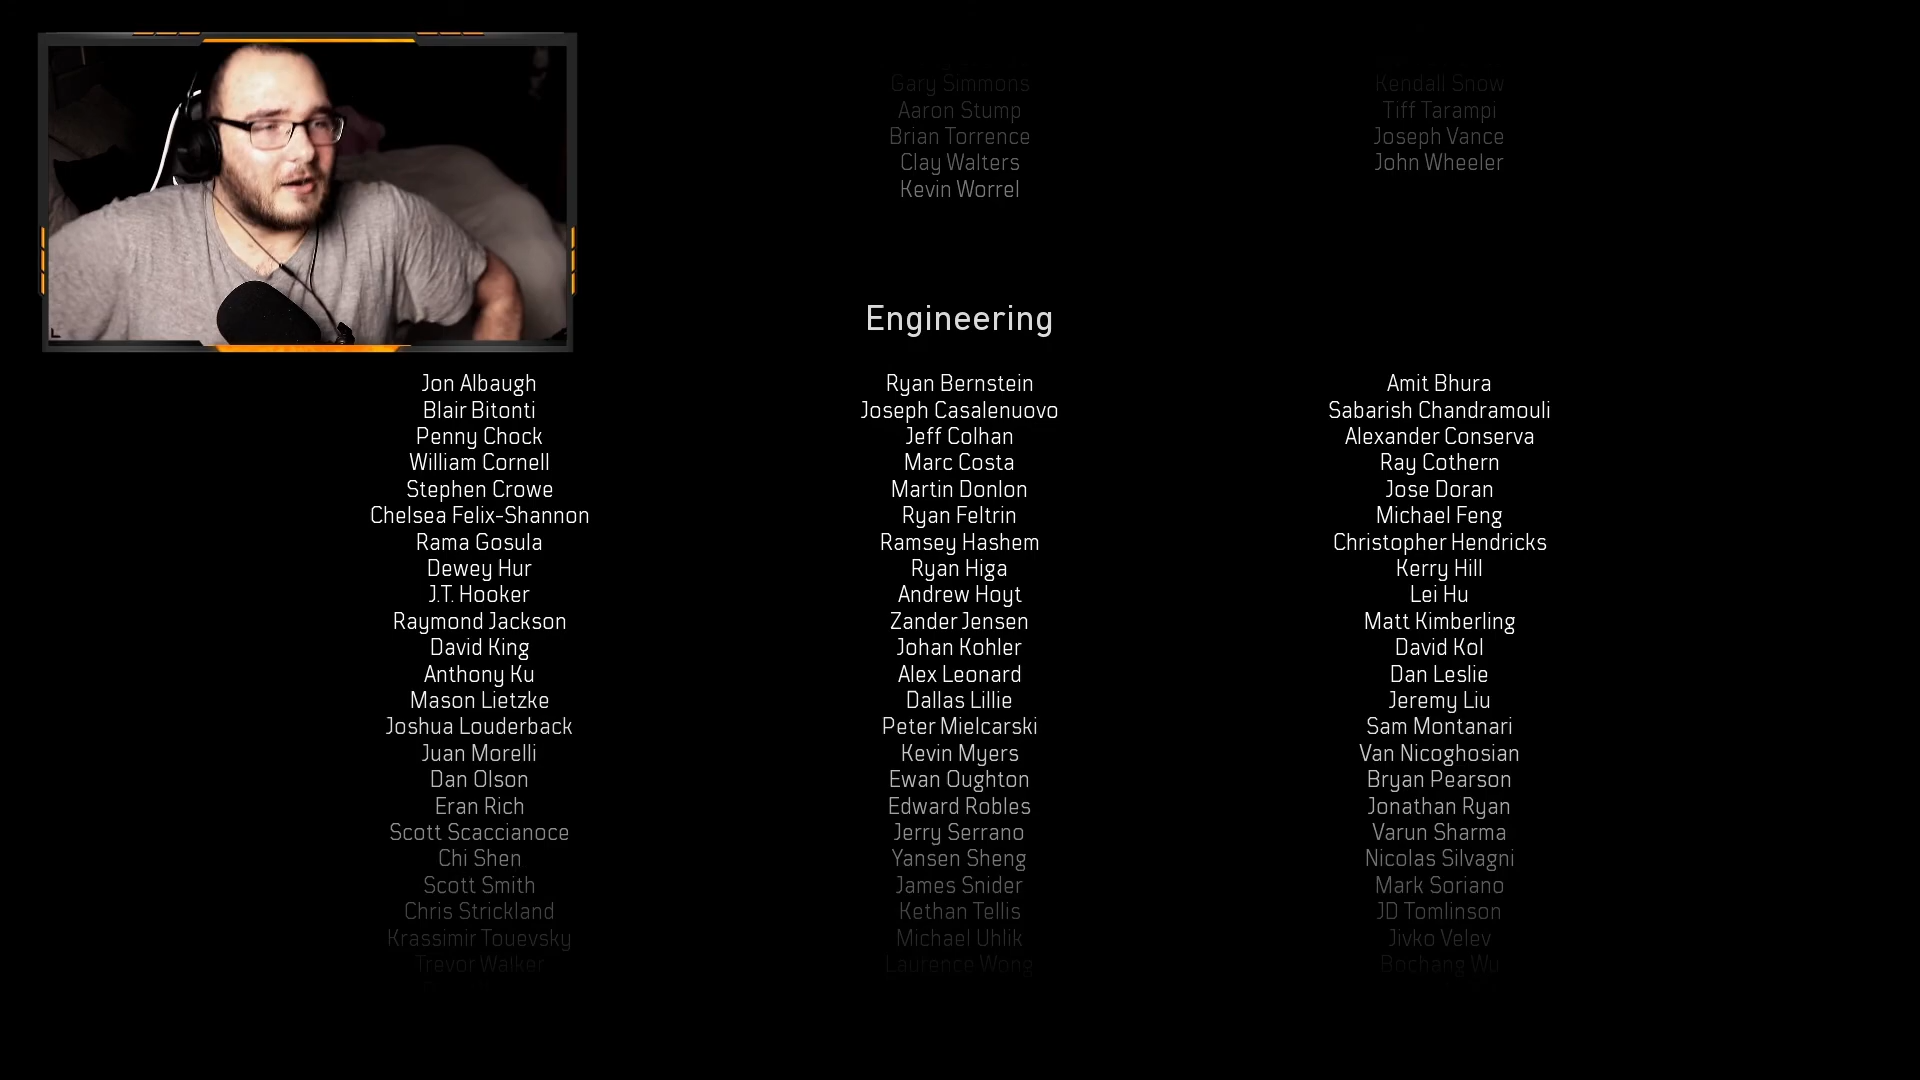 Gary Simmons Kendall Snow
Aaron Stump Tiff Tarampi
Brian Torrence Joseph Vance
Clay Walters John Wheeler
Kevin Worrel
Engineering
Jon Albaugh Ryan Bernstein Amit Bhura
Blair Bitonti Joseph Casalenuovo Sabarish Chandramouli
Penny Chock Jeff Colhan Alexander Conserva
William Cornell Marc Costa Ray Cothern
Stephen Crowe Martin Donlon Jose Doran
Chelsea Felix-Shannon Ryan Feltrin Michael Feng
Rama Gosula Ramsey Hashem Christopher Hendricks
Dewey Hur Ryan Higa Kerry Hill
J.T. Hooker Andrew Hoyt Lei Hu
Raymond Jackson Zander Jensen Matt Kimberling
David King Johan Kohler David Kol
Anthony Ku Alex Leonard Dan Leslie
Mason Lietzke Dallas Lillie Jeremy Liu
Joshua Louderback Peter Mielcarski Sam Montanari
Juan Morelli Kevin Myers Van Nicoghosian
Dan Olson Ewan Oughton Bryan Pearson
Eran Rich Edward Robles Jonathan Ryan
Scott Scaccianoce Jerry Serrano Varun Sharma
Chi Shen Yansen Sheng Nicolas Silvagni
Scott Smith James Snider Mark Soriano
Chris Strickland Kethan Tellis JD Tomlinson
Krassimir Touevsky Michael Uhlik Jivko Velev
Trevor Walker Laurence Wong Bochang Wu